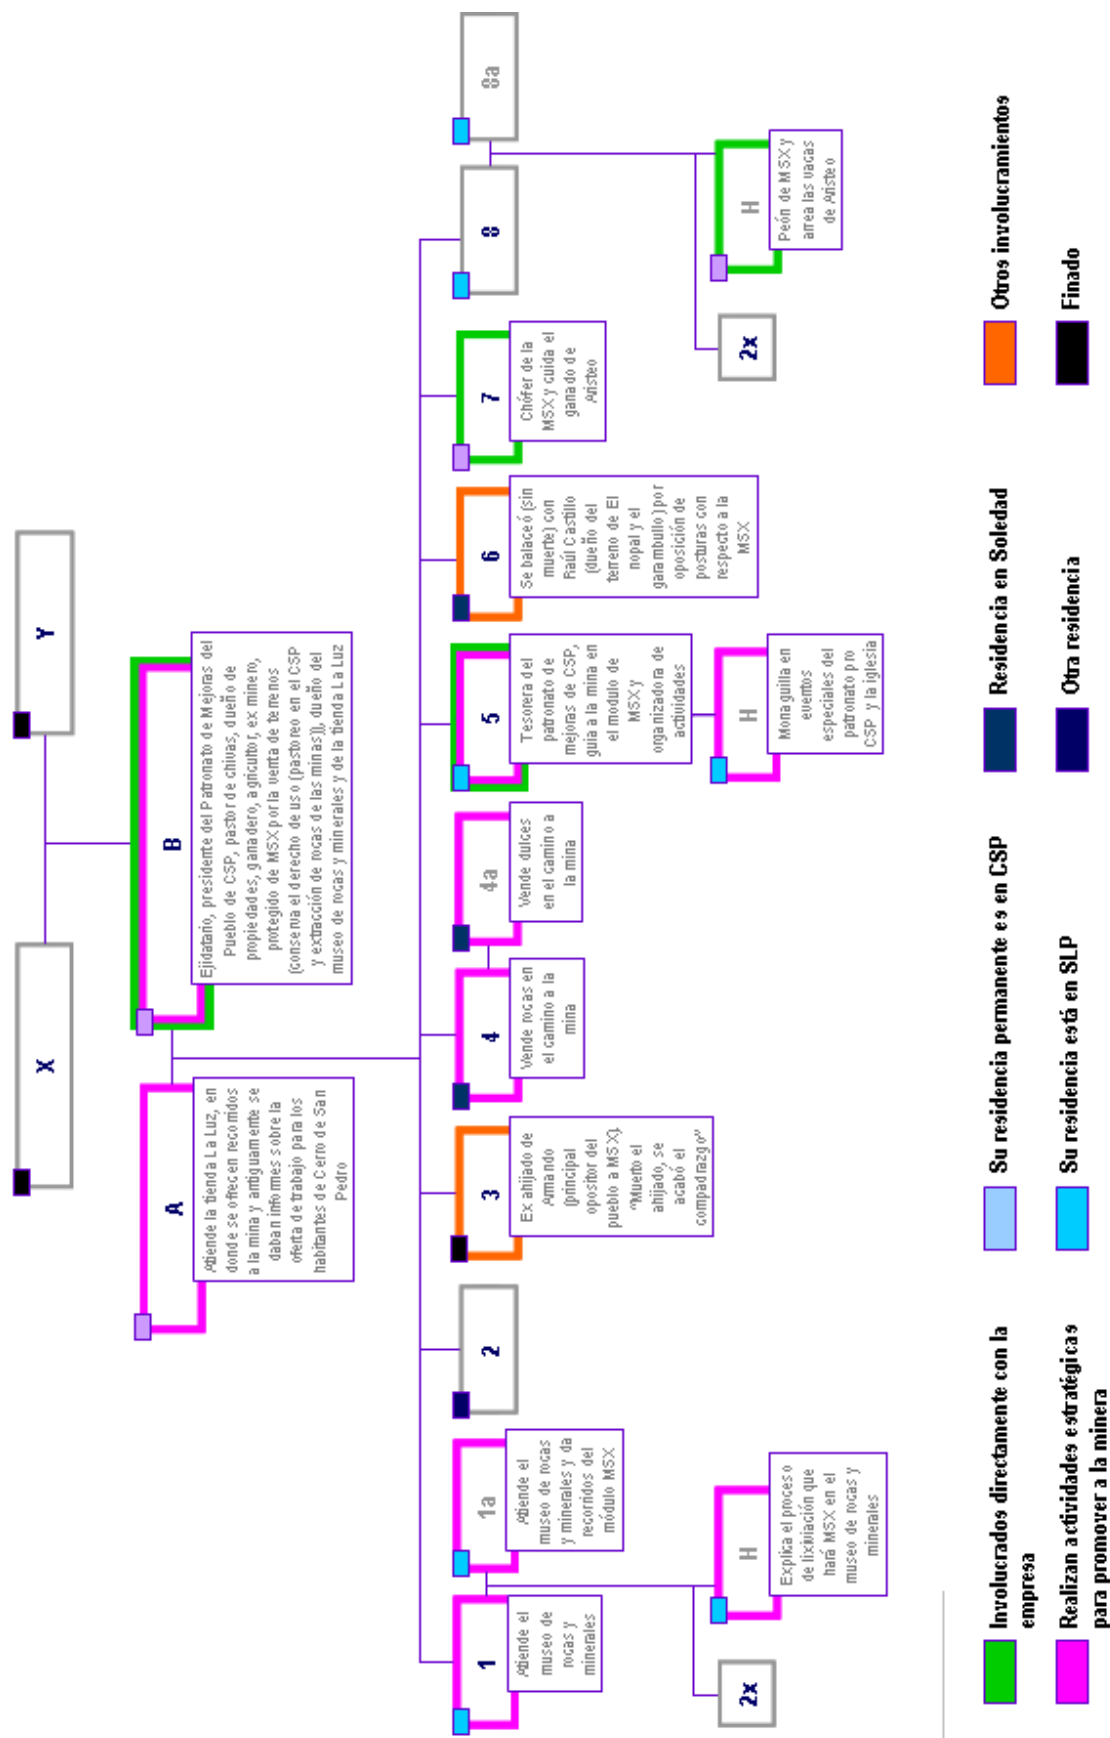 X
Y
A
Atiende la tienda La Luz, en
donde se ofrecen recorridos
a la mina y antiguamente se
daban informes sobre la
oferta de trabajo para los
habitantes de Cerro de San
Pedro
B
Ejidatario, presidente del Patronato de Mejoras del
Pueblo de CSP, pastor de chivas, dueño de
propiedades, ganadero, agricultor, ex minero,
protegido de MSX por la venta de terrenos
(conserva el derecho de uso (pastoreo en el CSP
y extracción de rocas de las minas)), dueño del
museo de rocas y minerales y de la tienda La Luz
1
Atiende el
museo de
rocas y
minerales
1a
Atiende el
museo de rocas
y minerales y da
recorridos del
módulo MSX
2
3
Ex ahijado de
Armando
(principal
opositor del
pueblo a MSX).
"Muerto el
ahijado, se
acabó el
compadrazgo"
4
Vende rocas en
el camino a la
mina
4a
Vende dulces
en el camino a
la mina
5
Tesorera del
patronato de
mejoras de CSP,
guía a la mina en
el módulo de
MSX y
organizadora de
actividades
6
Se balaceó (sin
muerte) con
Raúl Castillo
(dueño del
terreno de El
nopal y el
garambullo) por
oposición de
posturas con
respecto a la
MSX
7
Chófer de la
MSX y cuida el
ganado de
Aristeo
8
8a
2x
H
Explica el proceso
de lixiviación que
hará MSX en el
museo de rocas y
minerales
H
Monaguilla en
eventos
especiales del
patronato pro
CSP y la iglesia
2x
H
Peón de MSX y
arrea las vacas
de Aristeo
Involucrados directamente con la
empresa
Su residencia permanente es en CSP
Residencia en Soledad
Otros involucramientos
Realizan actividades estratégicas
para promover a la minera
Su residencia está en SLP
Otra residencia
Finado